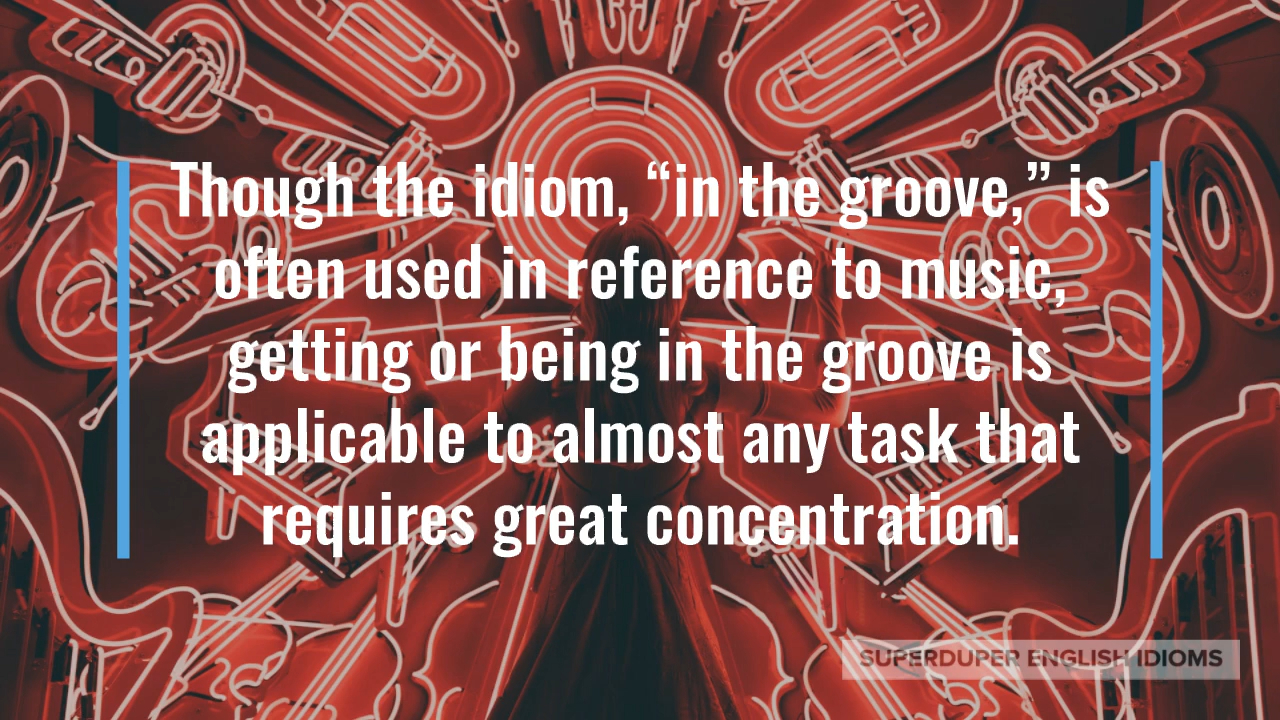 Though the idiom, “in the groove,” is
often used in reference to music,
getting or being in the groove is
applicable to almost any task that
requires great concentration.
SUPERDUPER ENGLISH IDIOMS